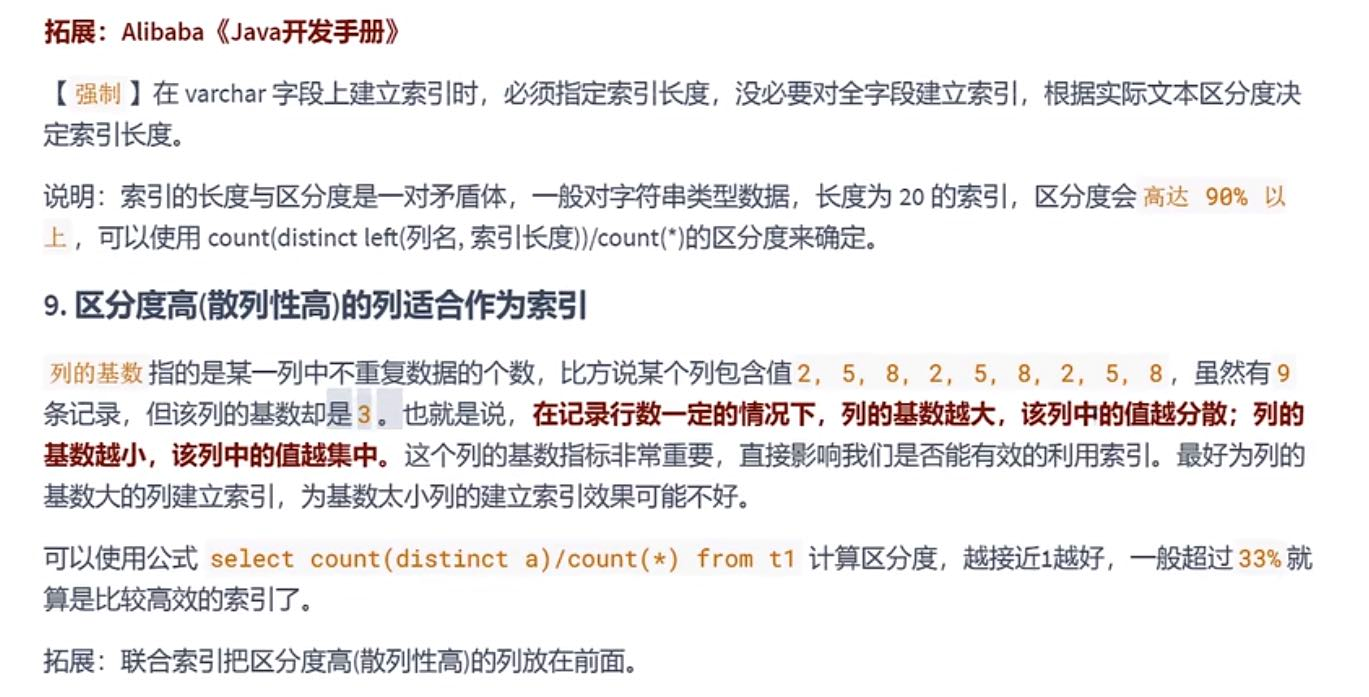 拓展：Alibaba《Java开发手册》
【 强制 】在 varchar 字段上建立索引时，必须指定索引长度，没必要对全字段建立索引，根据实际文本区分度决
定索引长度。
说明：索引的长度与区分度是一对矛盾体，一般对字符串类型数据，长度为 20 的索引，区分度会 高达 90% 以
上 ，可以使用 count(distinct left(列名, 索引长度))/count(*)的区分度来确定。
9. 区分度高(散列性高)的列适合作为索引
列的基数 指的是某一列中不重复数据的个数，比方说某个列包含值 2, 5, 8, 2, 5, 8, 2, 5, 8 ，虽然有 9
条记录，但该列的基数却是 3 。也就是说，在记录行数一定的情况下，列的基数越大，该列中的值越分散；列的
基数越小，该列中的值越集中。这个列的基数指标非常重要，直接影响我们是否能有效的利用索引。最好为列的
基数大的列建立索引，为基数太小列的建立索引效果可能不好。
可以使用公式 select count(distinct a)/count(*) from t1 计算区分度，越接近1越好，一般超过 33% 就
算是比较高效的索引了。
拓展：联合索引把区分度高(散列性高)的列放在前面。